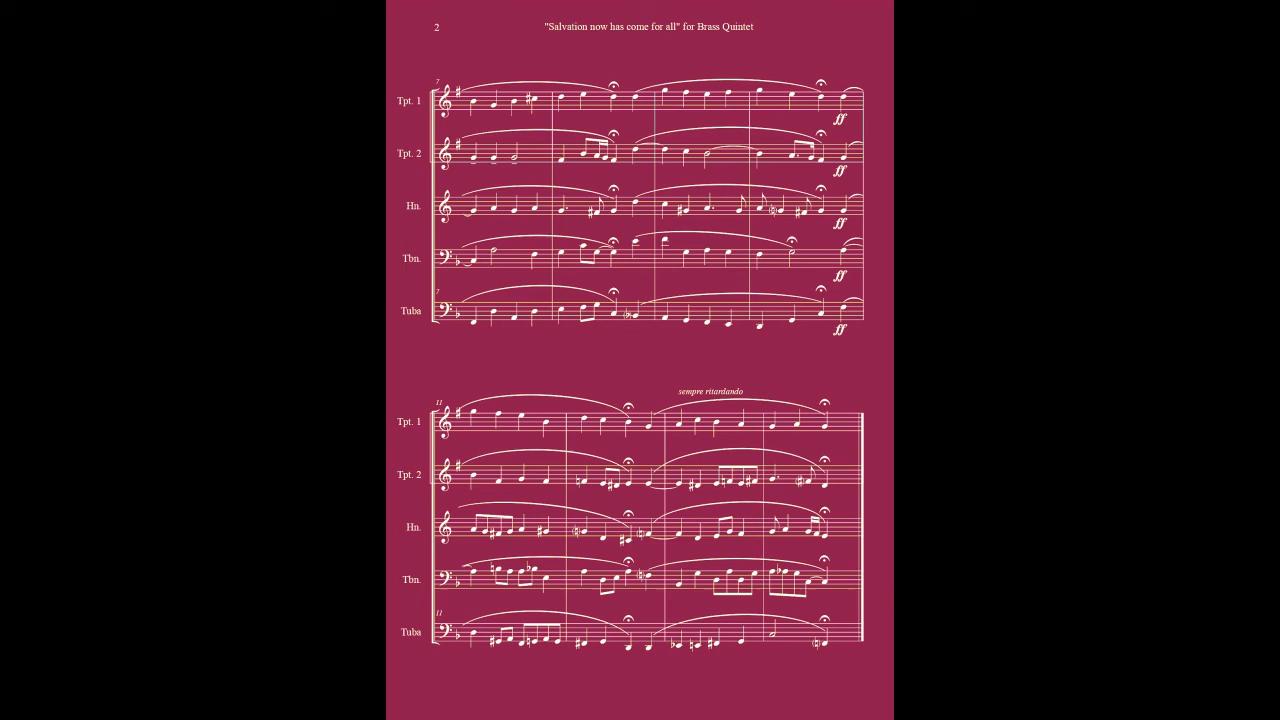 2
"Salvation now has come for all" for Brass Quintet
7
Tpt. 1
ff
Tpt. 2
ff
Hn.
ff
Tbn.
ff
7
Tuba
ff
sempre ritardando
11
Tpt. 1
Tpt. 2
Hn.
Tbn.
11
Tuba